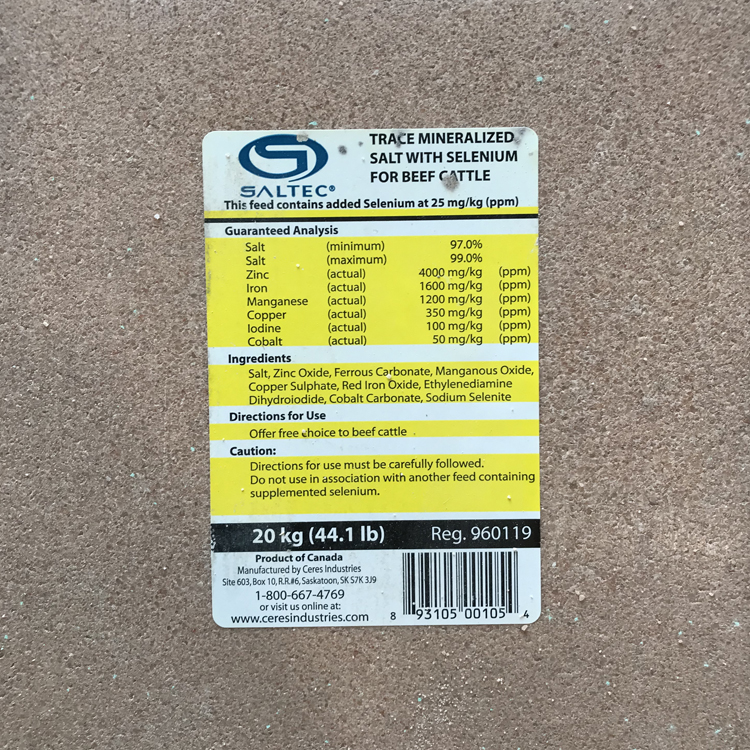 SALTEC®
TRACE MINERALIZED
SALT WITH SELENIUM
FOR BEEF CATTLE
This feed contains added Selenium at 25 mg/kg (ppm)
Guaranteed Analysis
Salt (minimum) 97.0%
Salt (maximum) 99.0%
Zinc (actual) 4000 mg/kg (ppm)
Iron (actual) 1600 mg/kg (ppm)
Manganese (actual) 1200 mg/kg (ppm)
Copper (actual) 350 mg/kg (ppm)
Iodine (actual) 100 mg/kg (ppm)
Cobalt (actual) 50 mg/kg (ppm)
Ingredients
Salt, Zinc Oxide, Ferrous Carbonate, Manganous Oxide,
Copper Sulphate, Red Iron Oxide, Ethylenediamine
Dihydroiodide, Cobalt Carbonate, Sodium Selenite
Directions for Use
Offer free choice to beef cattle
Caution:
Directions for use must be carefully followed.
Do not use in association with another feed containing
supplemented selenium.
20 kg (44.1 lb) Reg. 960119
Product of Canada
Manufactured by Ceres Industries
Site 603, Box 10, R.R.#6, Saskatoon, SK S7K 3J9
1-800-667-4769
or visit us online at:
www.ceresindustries.com
8 93105 00105 4